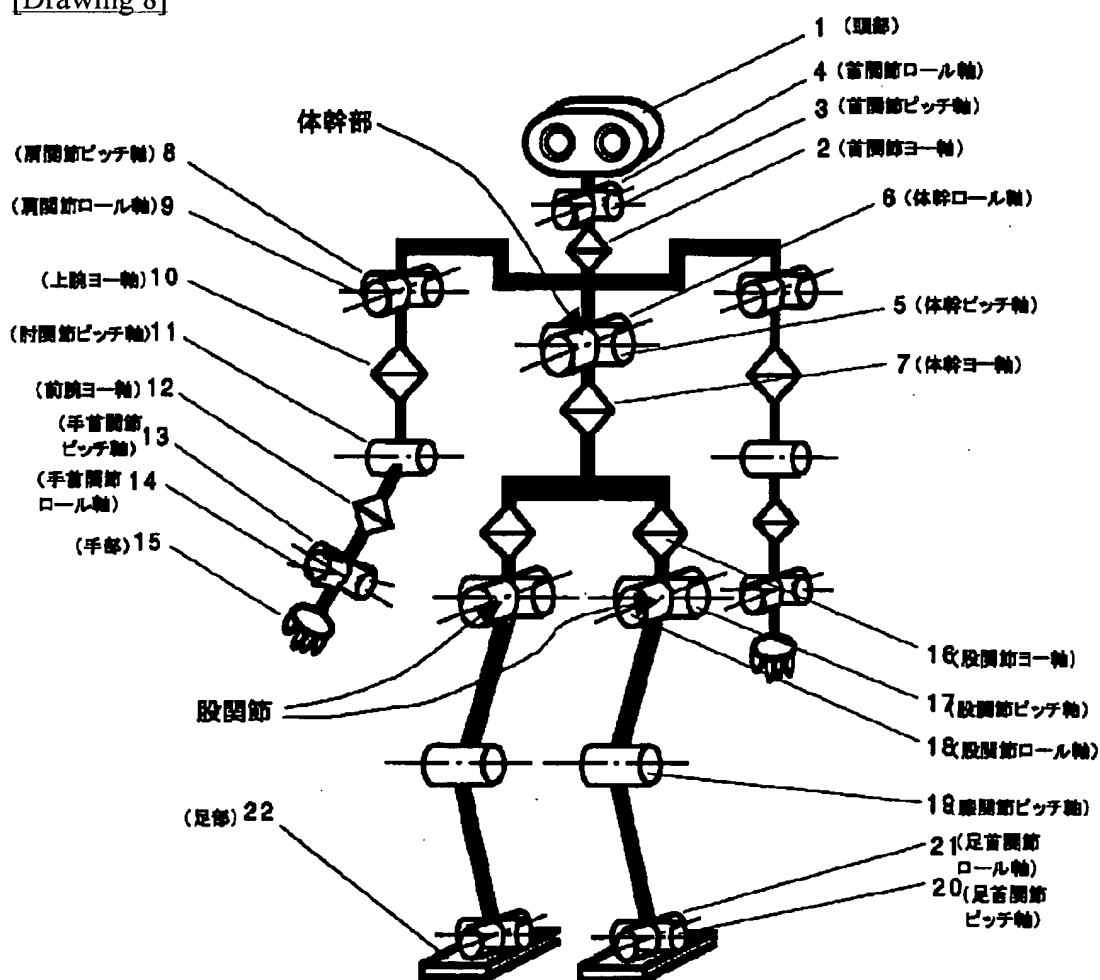 [Drawing 8]
1 (頭部)
4 (首関節ロール軸)
3 (首関節ピッチ軸)
2 (首関節ヨー軸)
体幹部
6 (体幹ロール軸)
5 (体幹ピッチ軸)
7 (体幹ヨー軸)
(肩関節ピッチ軸) 8
(肩関節ロール軸) 9
(上腕ヨー軸) 10
(肘関節ピッチ軸) 11
(前腕ヨー軸) 12
(手首関節
ピッチ軸) 13
(手首関節 14
ロール軸)
(手部) 15
股関節
16 (股関節ヨー軸)
17 (股関節ピッチ軸)
18 (股関節ロール軸)
19 (膝関節ピッチ軸)
(足部) 22
21 (足首関節
ロール軸)
20 (足首関節
ピッチ軸)